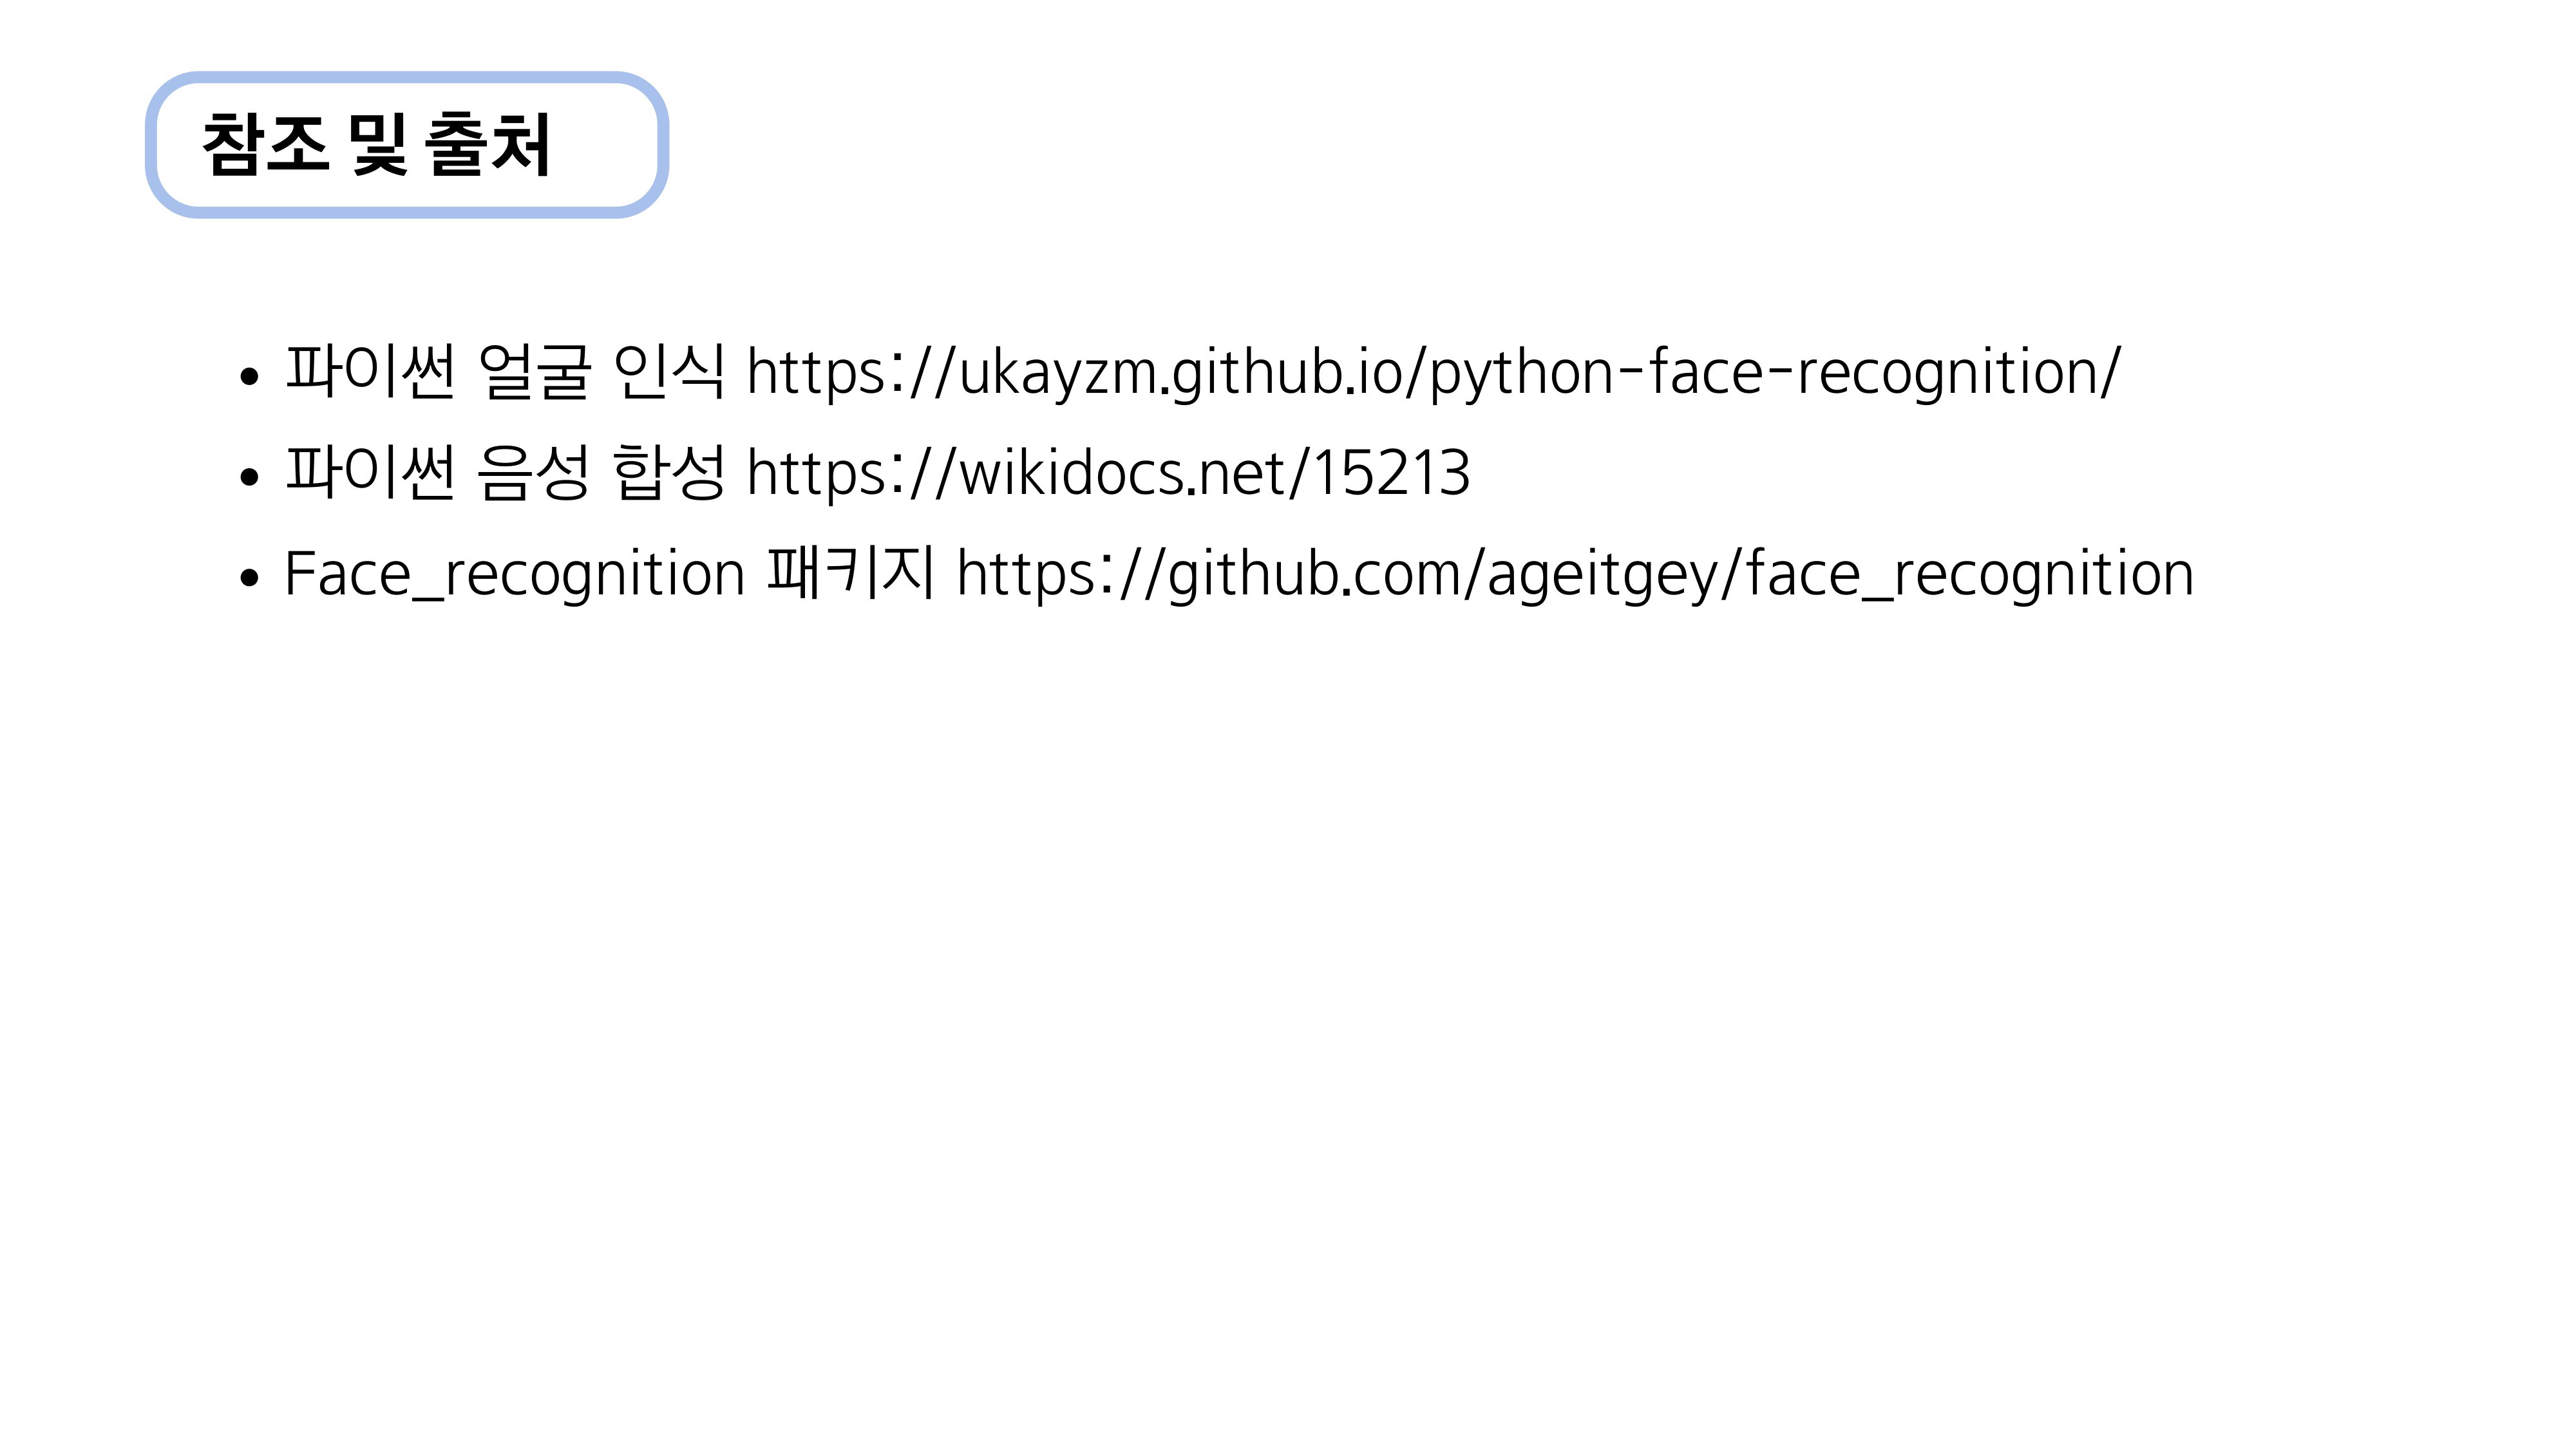 참조 및 출처
• 파이썬 얼굴 인식 https://ukayzm.github.io/python-face-recognition/
• 파이썬 음성 합성 https://wikidocs.net/15213
• Face_recognition 패키지 https://github.com/ageitgey/face_recognition